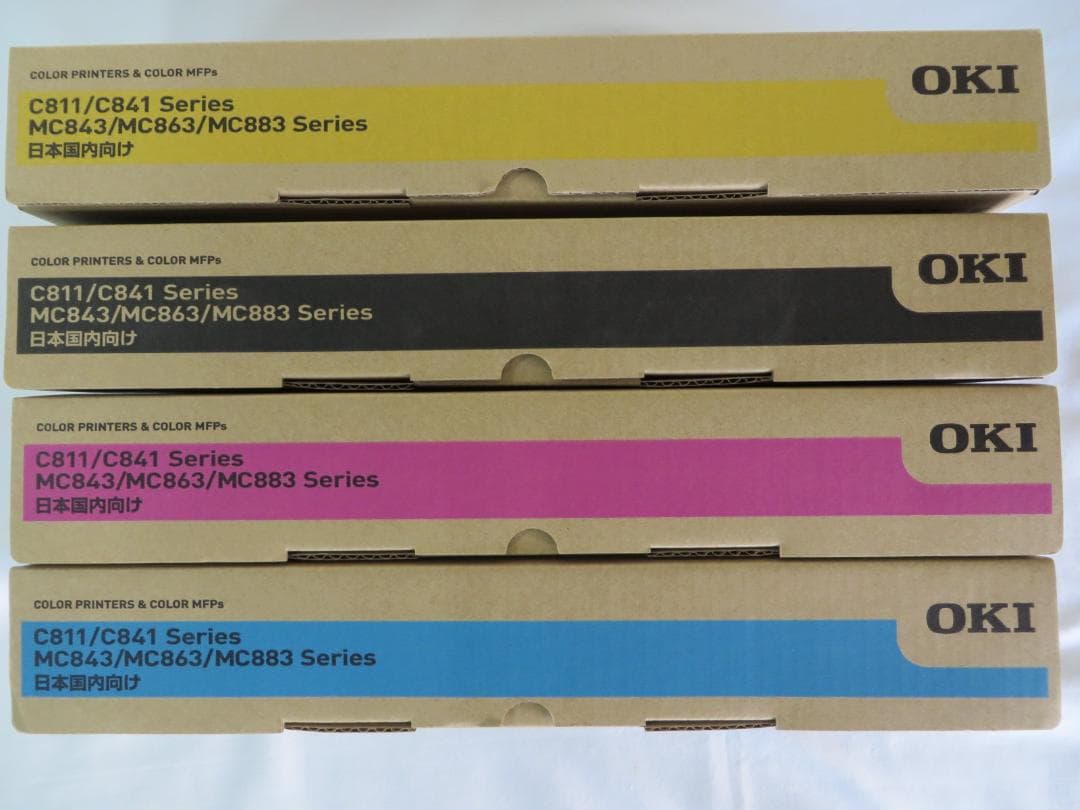 COLOR PRINTERS & COLOR MFPs
OKI
C811/C841 Series
MC843/MC863/MC883 Series
日本国内向け
COLOR PRINTERS & COLOR MFPs
OKI
C811/C841 Series
MC843/MC863/MC883 Series
日本国内向け
COLOR PRINTERS & COLOR MFPs
OKI
C811/C841 Series
MC843/MC863/MC883 Series
日本国内向け
COLOR PRINTERS & COLOR MFPs
OKI
C811/C841 Series
MC843/MC863/MC883 Series
日本国内向け